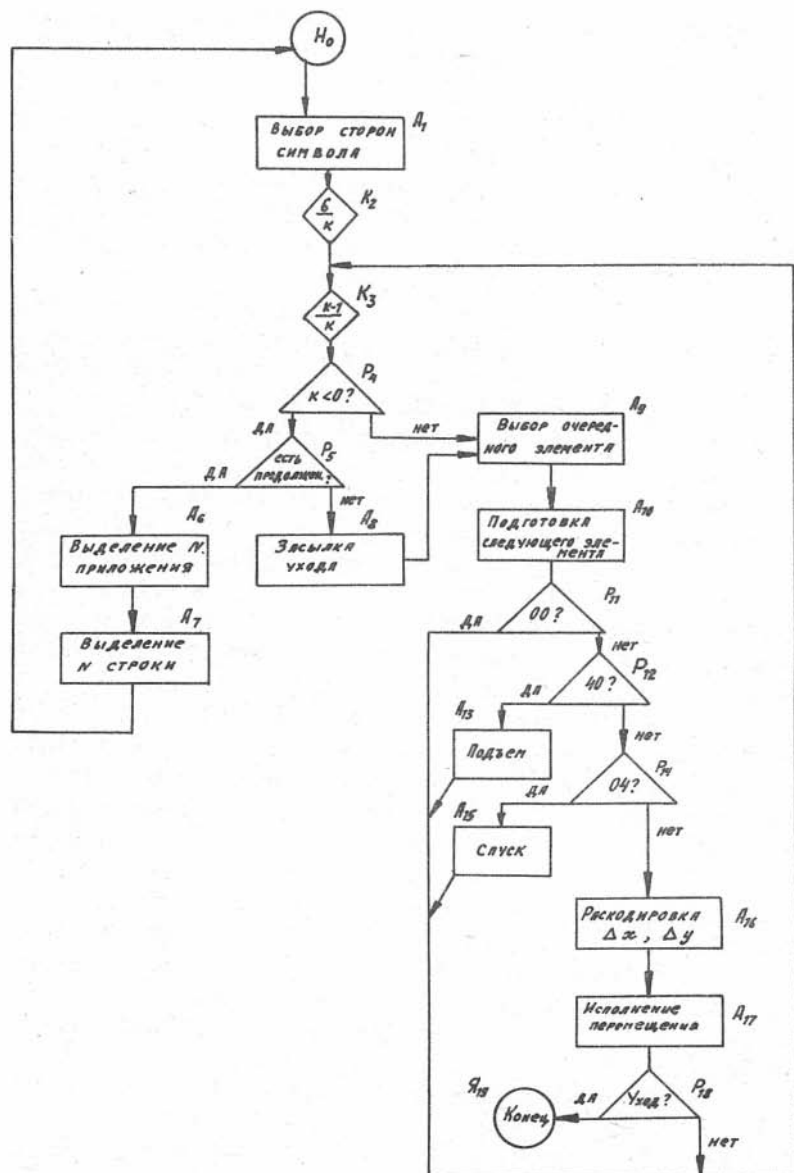 Н₀
Выбор сторон
символа
А₁
6
к
К₂
К₃
к-1
к
Р₄
к<0?
да
нет
Р₅
есть
продолжен.?
да
нет
Выбор очеред-
ного элемента
А₉
А₆
Выделение N
приложения
А₈
Засылка
ухода
А₁₀
Подготовка
следующего эле-
мента
А₇
Выделение
N строки
Р₁₁
00?
да
нет
Р₁₂
40?
да
нет
А₁₃
Подъем
Р₁₄
04?
да
нет
А₁₅
Спуск
Раскодировка
Δx, Δy
А₁₆
Исполнение
перемещения
А₁₇
Р₁₈
Уход?
да
нет
Я₁₉
Конец